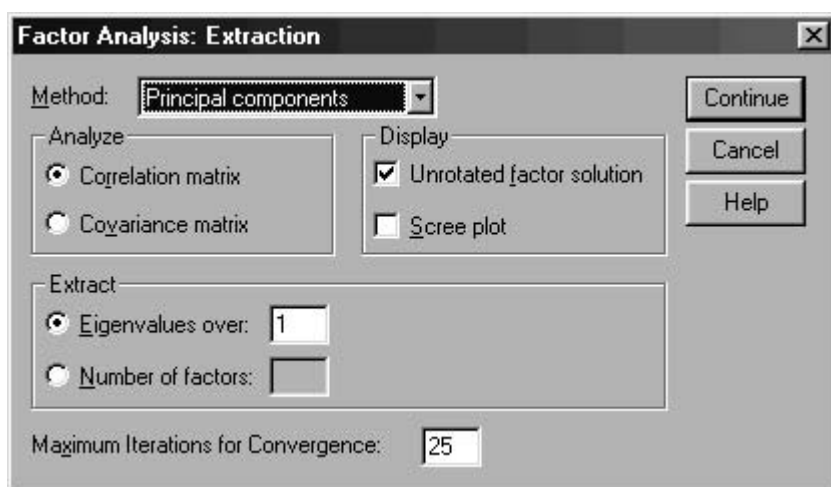 Factor Analysis: Extraction
Method: Principal components
Continue
Analyze
Correlation matrix
Covariance matrix
Display
Unrotated factor solution
Scree plot
Cancel
Help
Extract
Eigenvalues over: 1
Number of factors:
Maximum Iterations for Convergence: 25